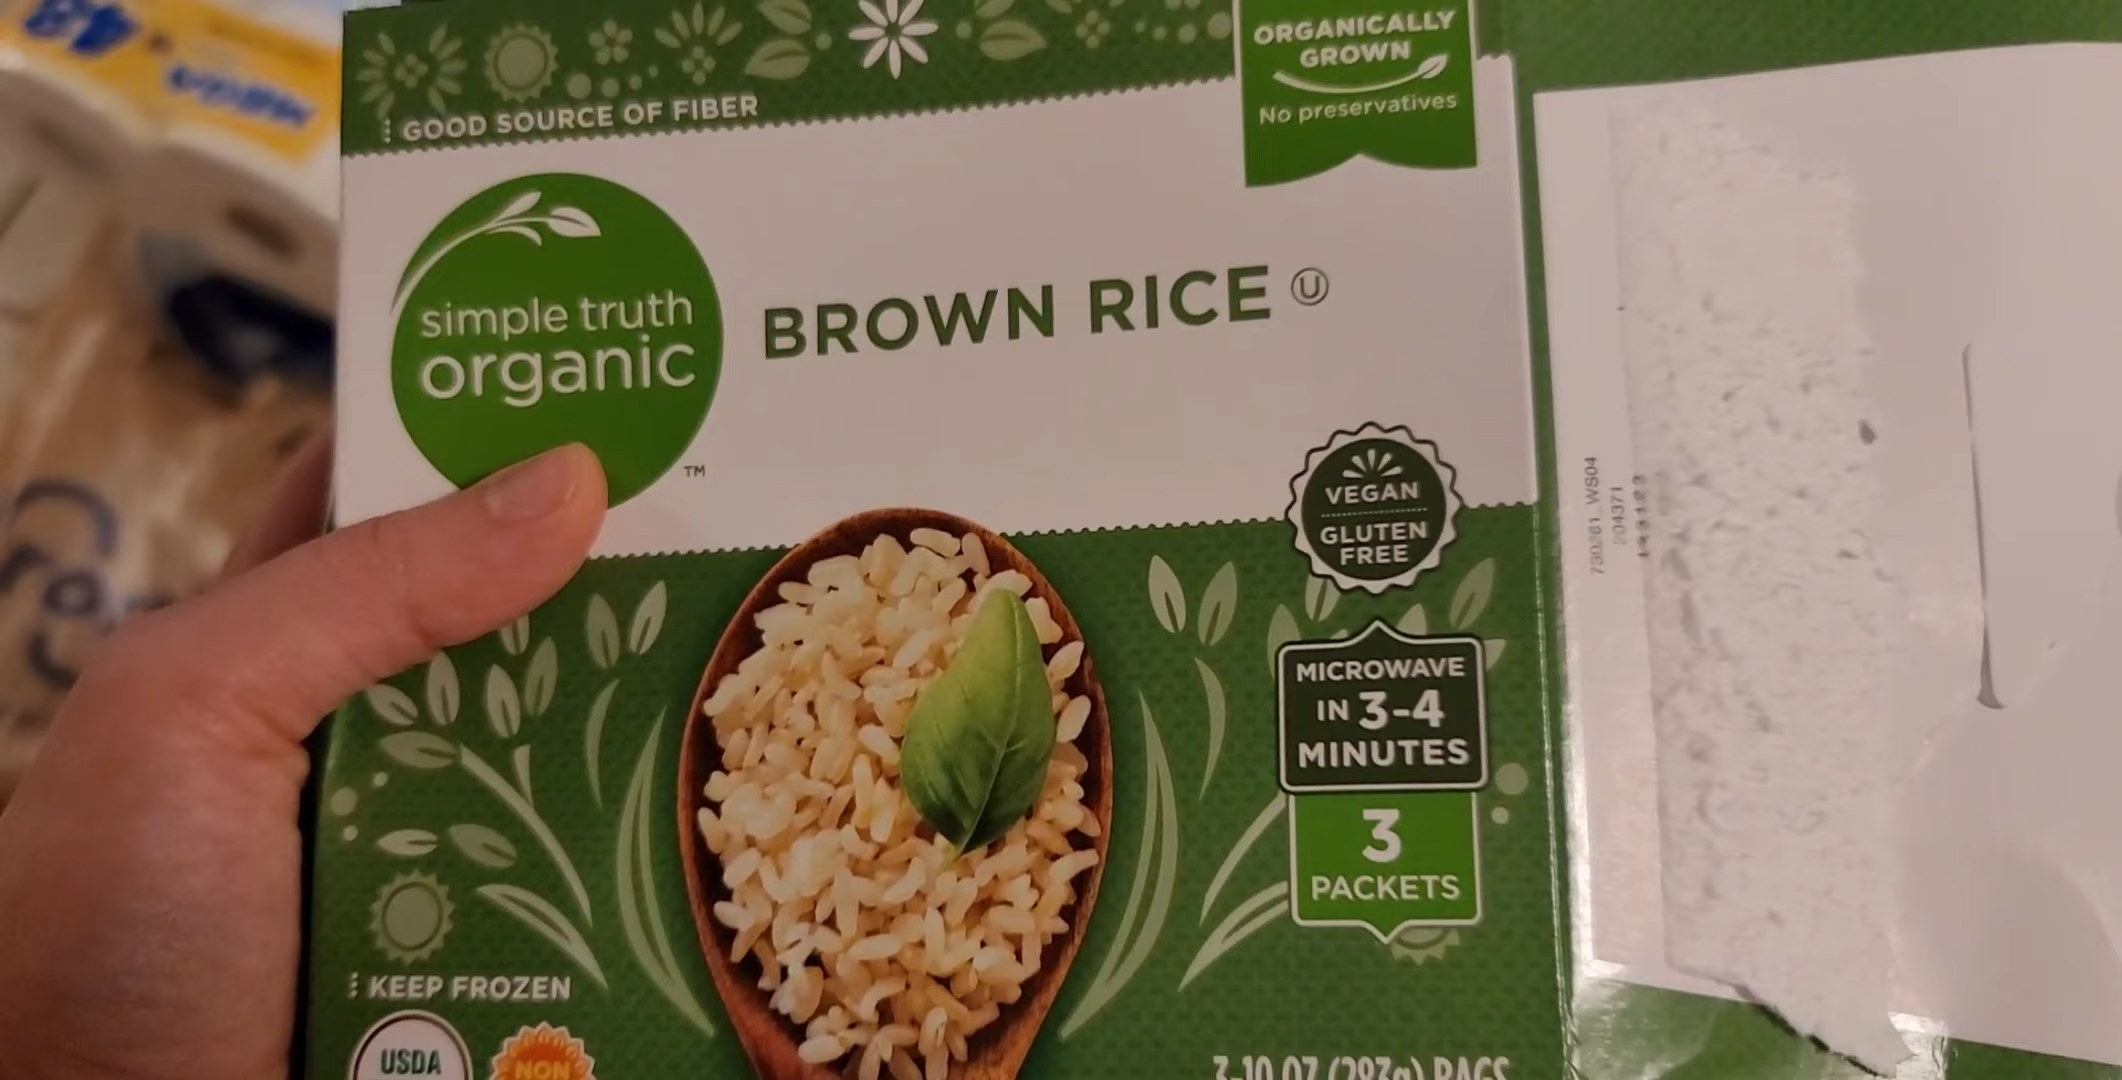 ORGANICALLY
GROWN
No preservatives
GOOD SOURCE OF FIBER
simple truth
organic
TM
BROWN RICE U
VEGAN
GLUTEN
FREE
MICROWAVE
IN 3-4
MINUTES
3
PACKETS
KEEP FROZEN
USDA
NON
3-10 OZ (283g) BAGS
204371